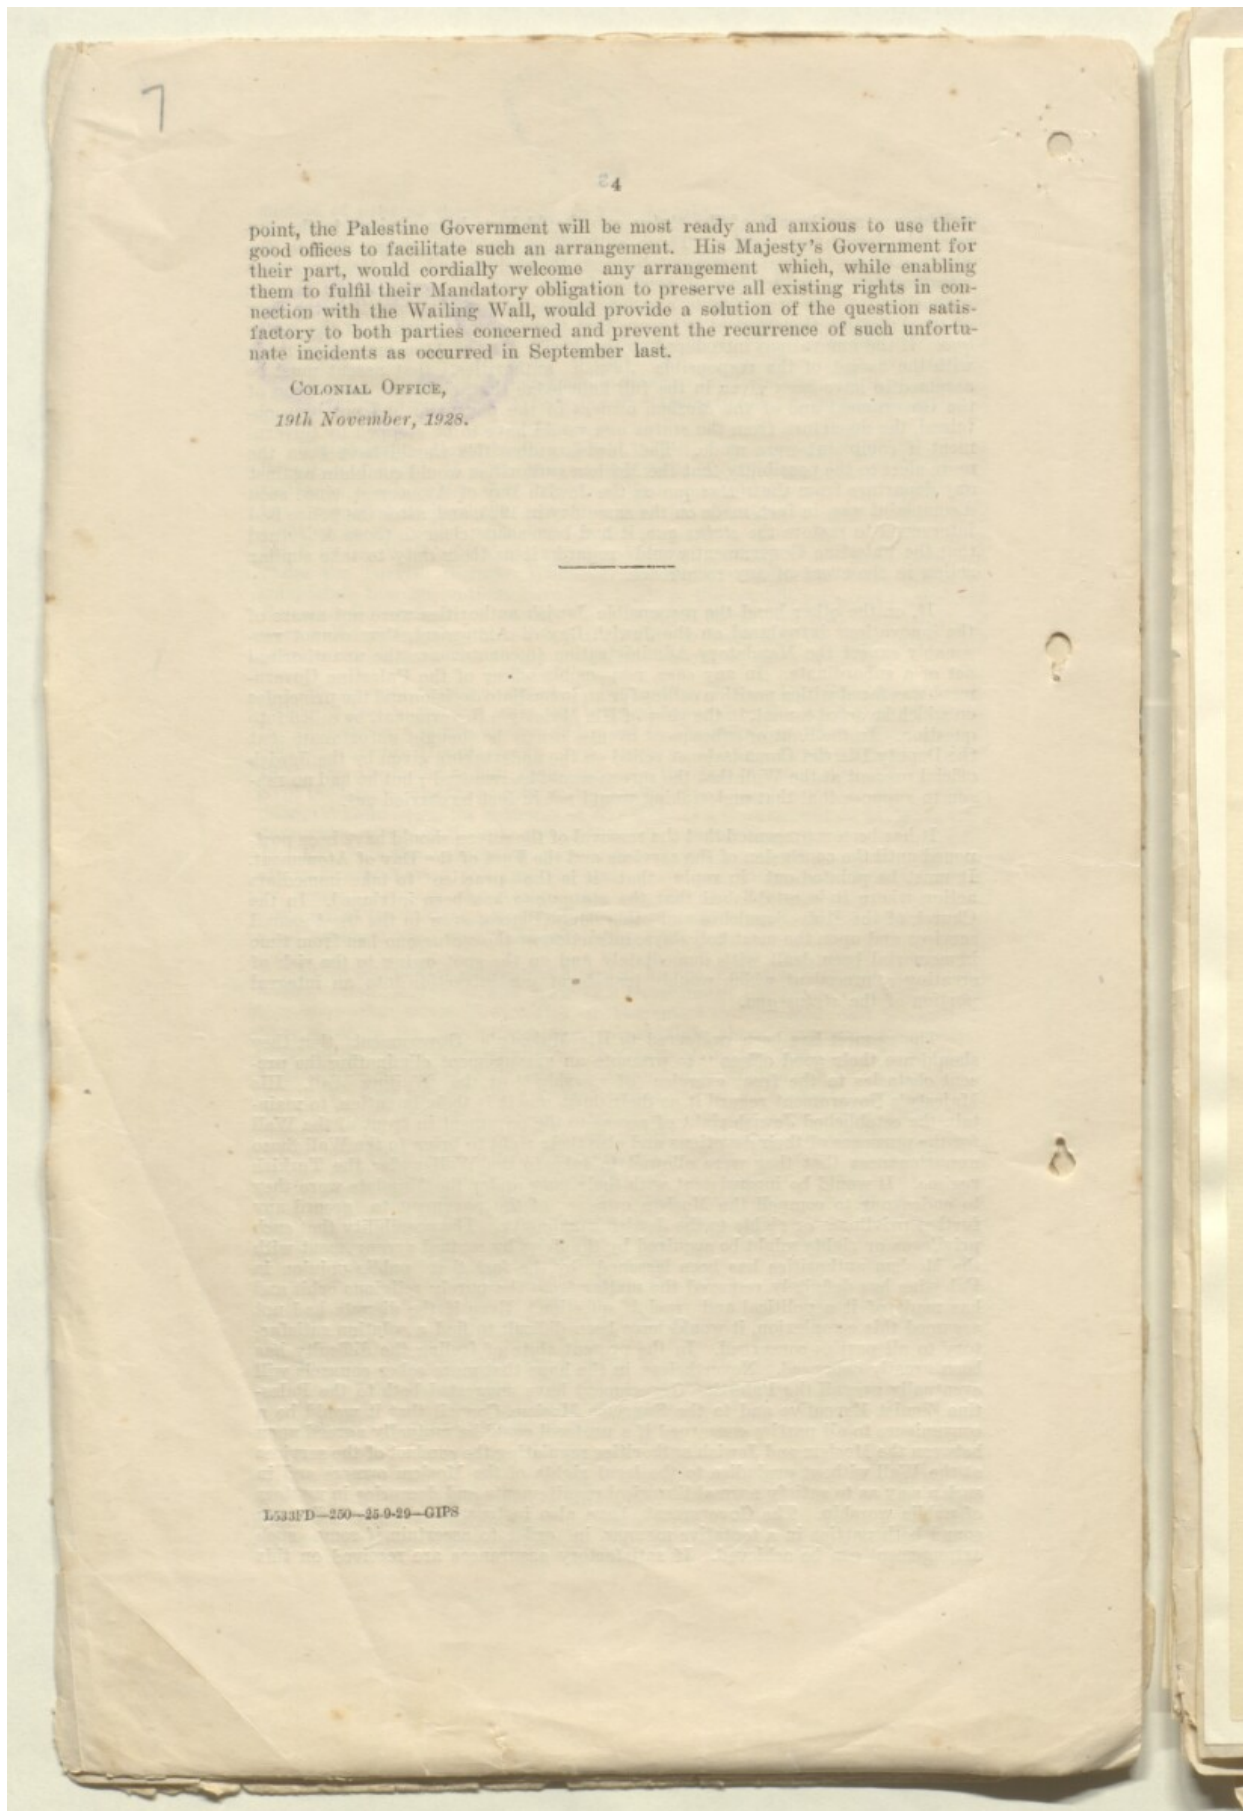 7
4
point, the Palestine Government will be most ready and anxious to use their
good offices to facilitate such an arrangement. His Majesty's Government for
their part, would cordially welcome any arrangement which, while enabling
them to fulfil their Mandatory obligation to preserve all existing rights in con-
nection with the Wailing Wall, would provide a solution of the question satis-
factory to both parties concerned and prevent the recurrence of such unfortu-
nate incidents as occurred in September last.
COLONIAL OFFICE,
19th November, 1928.
L533FD—250—25-9-29—GIPS